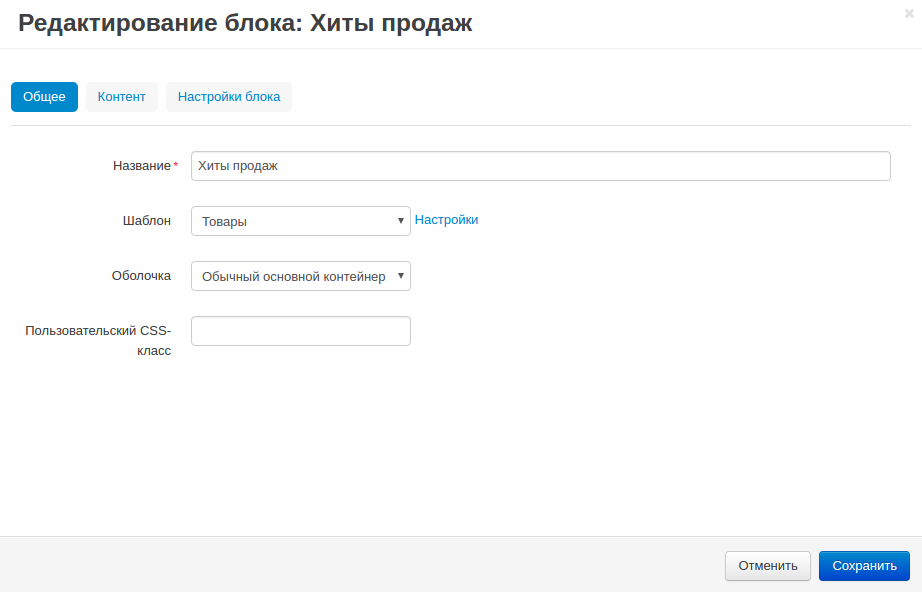 Редактирование блока: Хиты продаж
Общее Контент Настройки блока
Название* Хиты продаж
Шаблон Товары Настройки
Оболочка Обычный основной контейнер
Пользовательский CSS-
класс
Отменить Сохранить